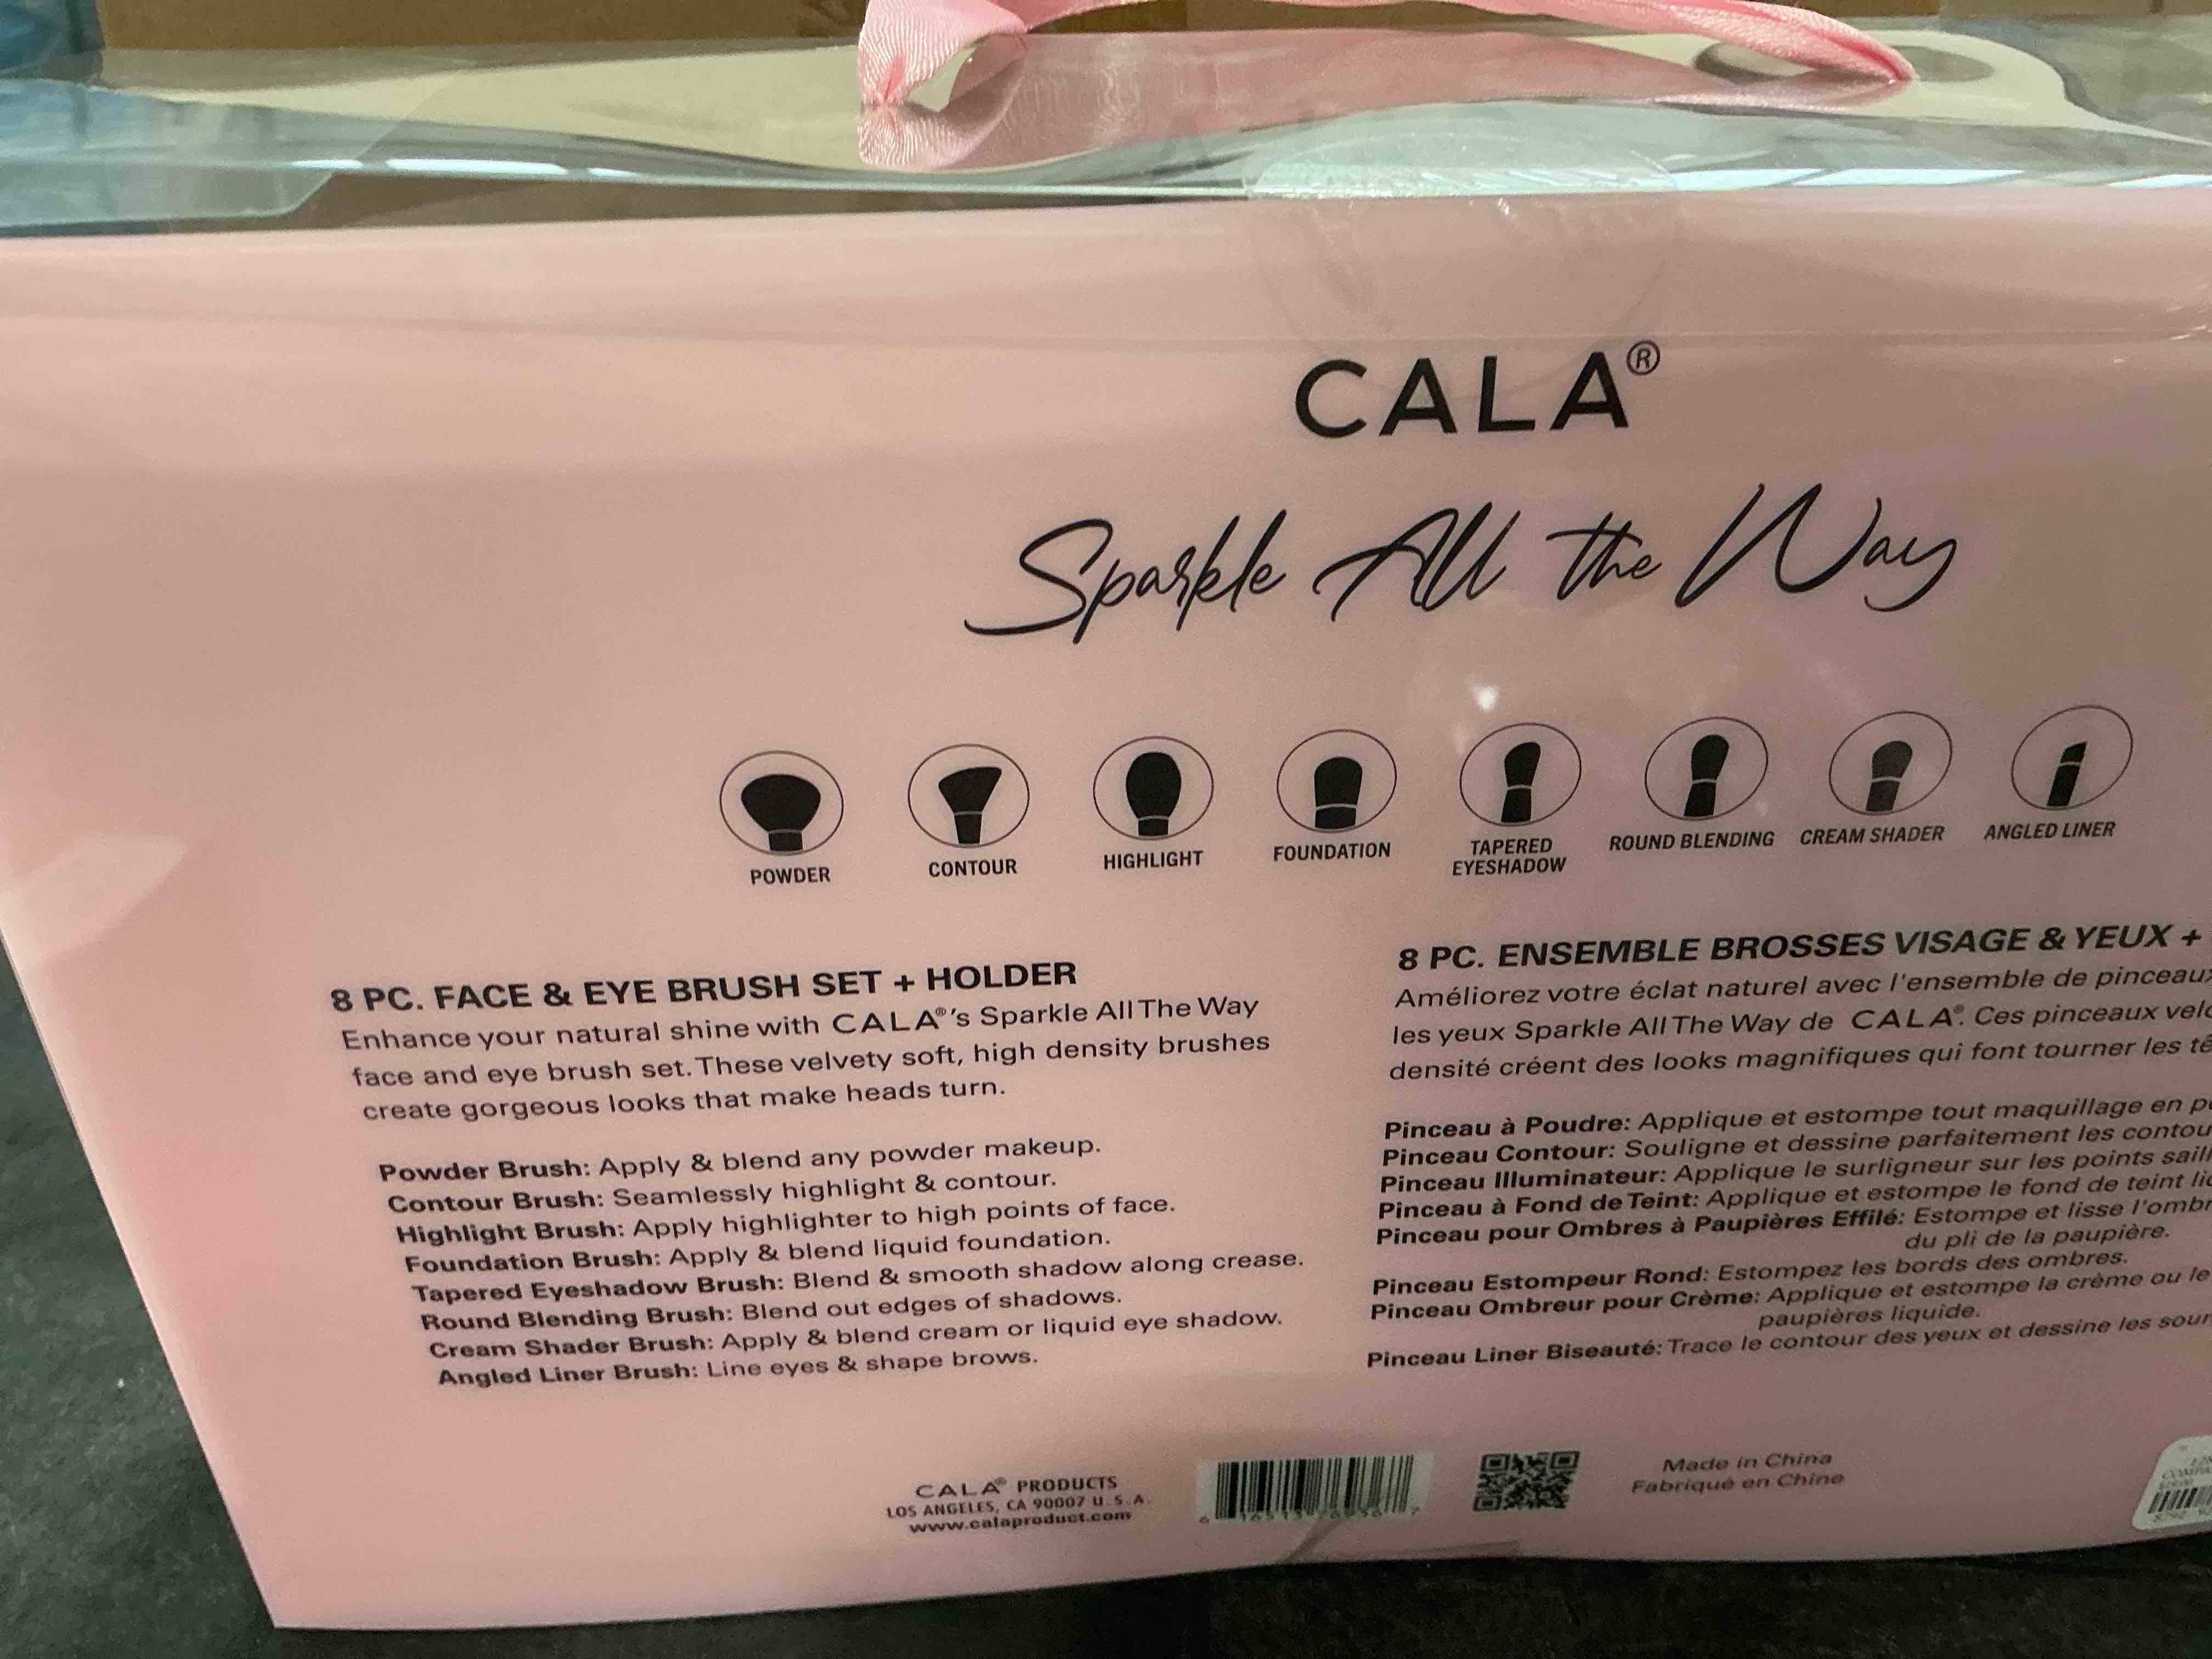 CALA®
Sparkle All the Way
POWDER
CONTOUR
HIGHLIGHT
FOUNDATION
TAPERED
EYESHADOW
ROUND BLENDING
CREAM SHADER
ANGLED LINER
8 PC. FACE & EYE BRUSH SET + HOLDER
Enhance your natural shine with CALA®'s Sparkle All The Way
face and eye brush set. These velvety soft, high density brushes
create gorgeous looks that make heads turn.
Powder Brush: Apply & blend any powder makeup.
Contour Brush: Seamlessly highlight & contour.
Highlight Brush: Apply highlighter to high points of face.
Foundation Brush: Apply & blend liquid foundation.
Tapered Eyeshadow Brush: Blend & smooth shadow along crease.
Round Blending Brush: Blend out edges of shadows.
Cream Shader Brush: Apply & blend cream or liquid eye shadow.
Angled Liner Brush: Line eyes & shape brows.
8 PC. ENSEMBLE BROSSES VISAGE & YEUX +
Améliorez votre éclat naturel avec l'ensemble de pinceaux
les yeux Sparkle All The Way de CALA®. Ces pinceaux
densité créent des looks magnifiques qui font tourner les
Pinceau à Poudre: Applique et estompe tout maquillage en
Pinceau Contour: Souligne et dessine parfaitement les
Pinceau Illuminateur: Applique le surligneur sur les points
Pinceau à Fond de Teint: Applique et estompe le fond de teint
Pinceau pour Ombres à Paupières Effilé: Estompe et lisse
du pli de la paupière.
Pinceau Estompeur Rond: Estompez les bords des ombres.
Pinceau Ombreur pour Crème: Applique et estompe la crème ou le
paupières liquide.
Pinceau Liner Biseauté: Trace le contour des yeux et dessine les
CALA® PRODUCTS
LOS ANGELES, CA 90007 U.S.A.
www.calaproduct.com
Made in China
Fabriqué en Chine